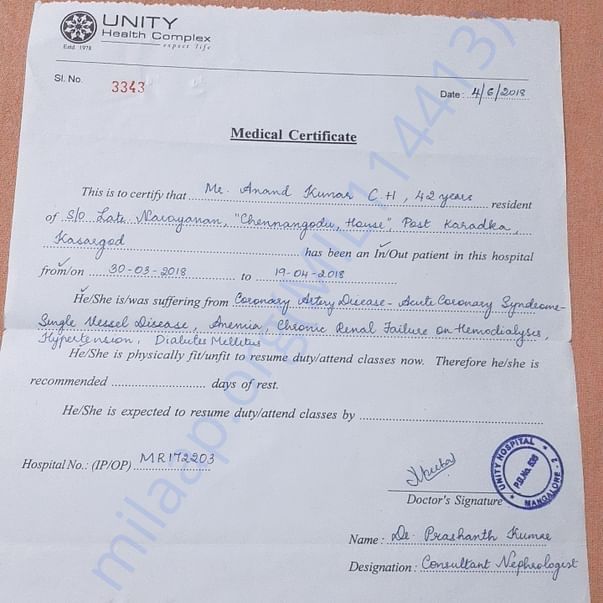 UNITY
Health Complex
expect life
Estd. 1978
Sl. No. 3343
Date : 4/6/2018
Medical Certificate
This is to certify that Mr. Anand Kumar C.H, 42 years resident
of S/O Late Narayanan, "Chennangodu, House" Post Karadka,
Kasargod has been an In/Out patient in this hospital
from/on 30-03-2018 to 19-04-2018
He/She is/was suffering from Coronary Artery Disease - Acute Coronary Syndrome-
Single Vessel Disease, Anemia, Chronic Renal Failure on Hemodialysis,
Hypertension, Diabetes Mellitus
He/She is physically fit/unfit to resume duty/attend classes now. Therefore he/she is
recommended ........................ days of rest.
He/She is expected to resume duty/attend classes by ........................
Hospital No.: (IP/OP) MR172203
Doctor's Signature
UNITY HOSPITAL
P.B.No. 535
MANGALORE - 2
Name : Dr. Prashanth Kumar
Designation : Consultant Nephrologist
milaap.org(MIL1144413)